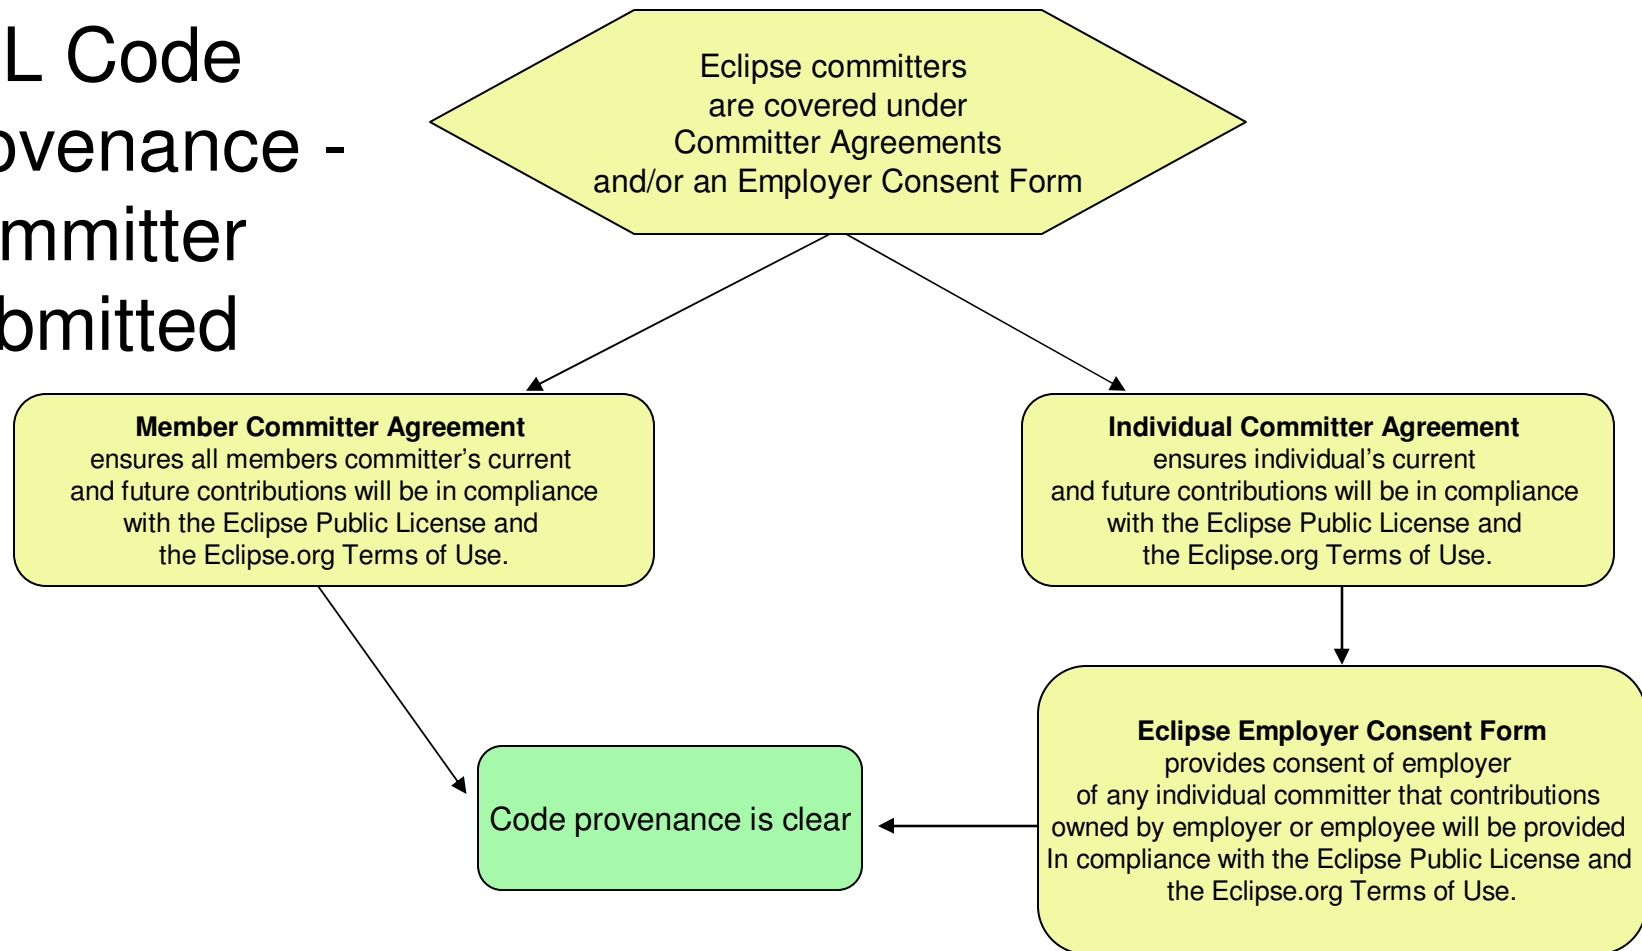 L Code
ovenance -
mmitter
bmitted
Eclipse committers
are covered under
Committer Agreements
and/or an Employer Consent Form
Member Committer Agreement
ensures all members committer’s current
and future contributions will be in compliance
with the Eclipse Public License and
the Eclipse.org Terms of Use.
Individual Committer Agreement
ensures individual’s current
and future contributions will be in compliance
with the Eclipse Public License and
the Eclipse.org Terms of Use.
Eclipse Employer Consent Form
provides consent of employer
of any individual committer that contributions
owned by employer or employee will be provided
In compliance with the Eclipse Public License and
the Eclipse.org Terms of Use.
Code provenance is clear